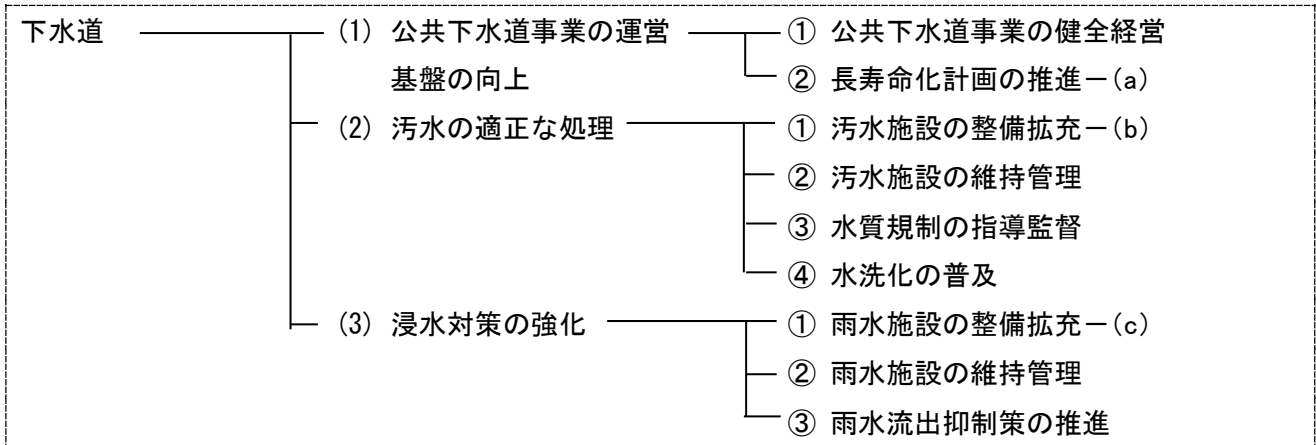 下水道 (1) 公共下水道事業の運営 ① 公共下水道事業の健全経営
基盤の向上 ② 長寿命化計画の推進－(a)
(2) 汚水の適正な処理 ① 汚水施設の整備拡充－(b)
② 汚水施設の維持管理
③ 水質規制の指導監督
④ 水洗化の普及
(3) 浸水対策の強化 ① 雨水施設の整備拡充－(c)
② 雨水施設の維持管理
③ 雨水流出抑制策の推進